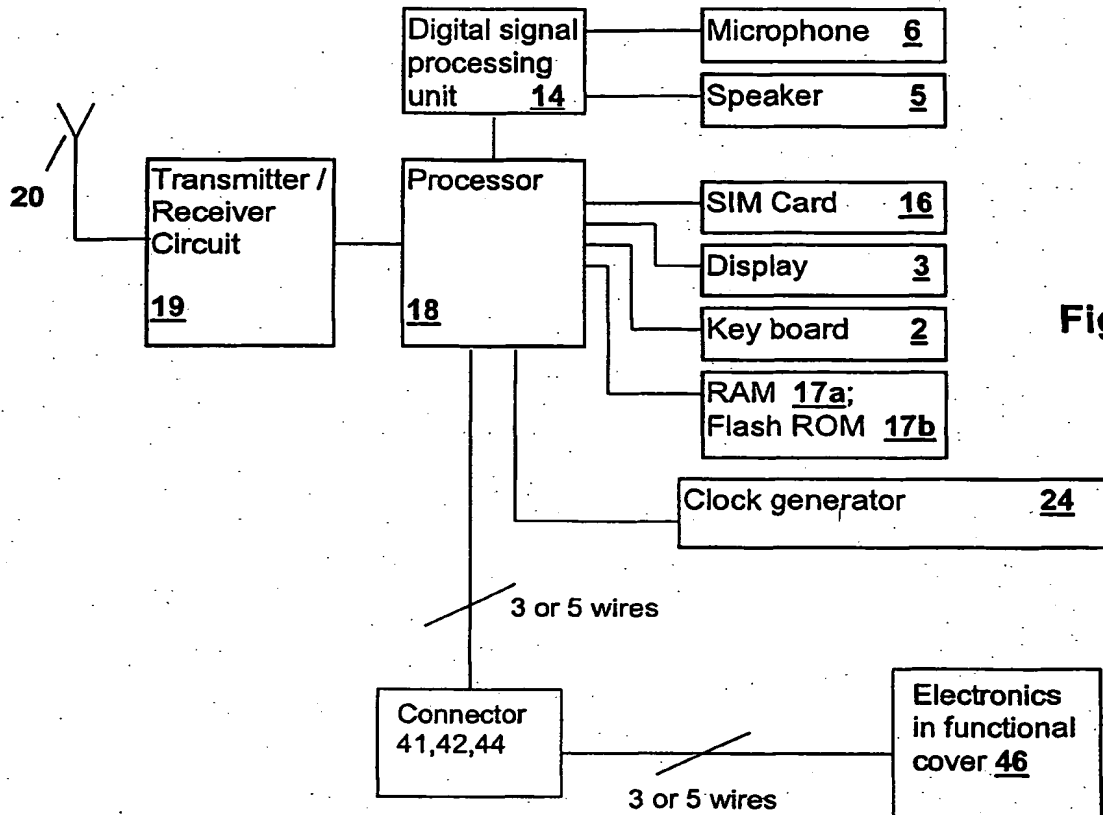 Digital signal
processing
unit 14
Microphone 6
Speaker 5
20
Transmitter /
Receiver
Circuit
19
Processor
18
SIM Card 16
Display 3
Key board 2
RAM 17a;
Flash ROM 17b
Fig
Clock generator 24
3 or 5 wires
Connector
41,42,44
3 or 5 wires
Electronics
in functional
cover 46